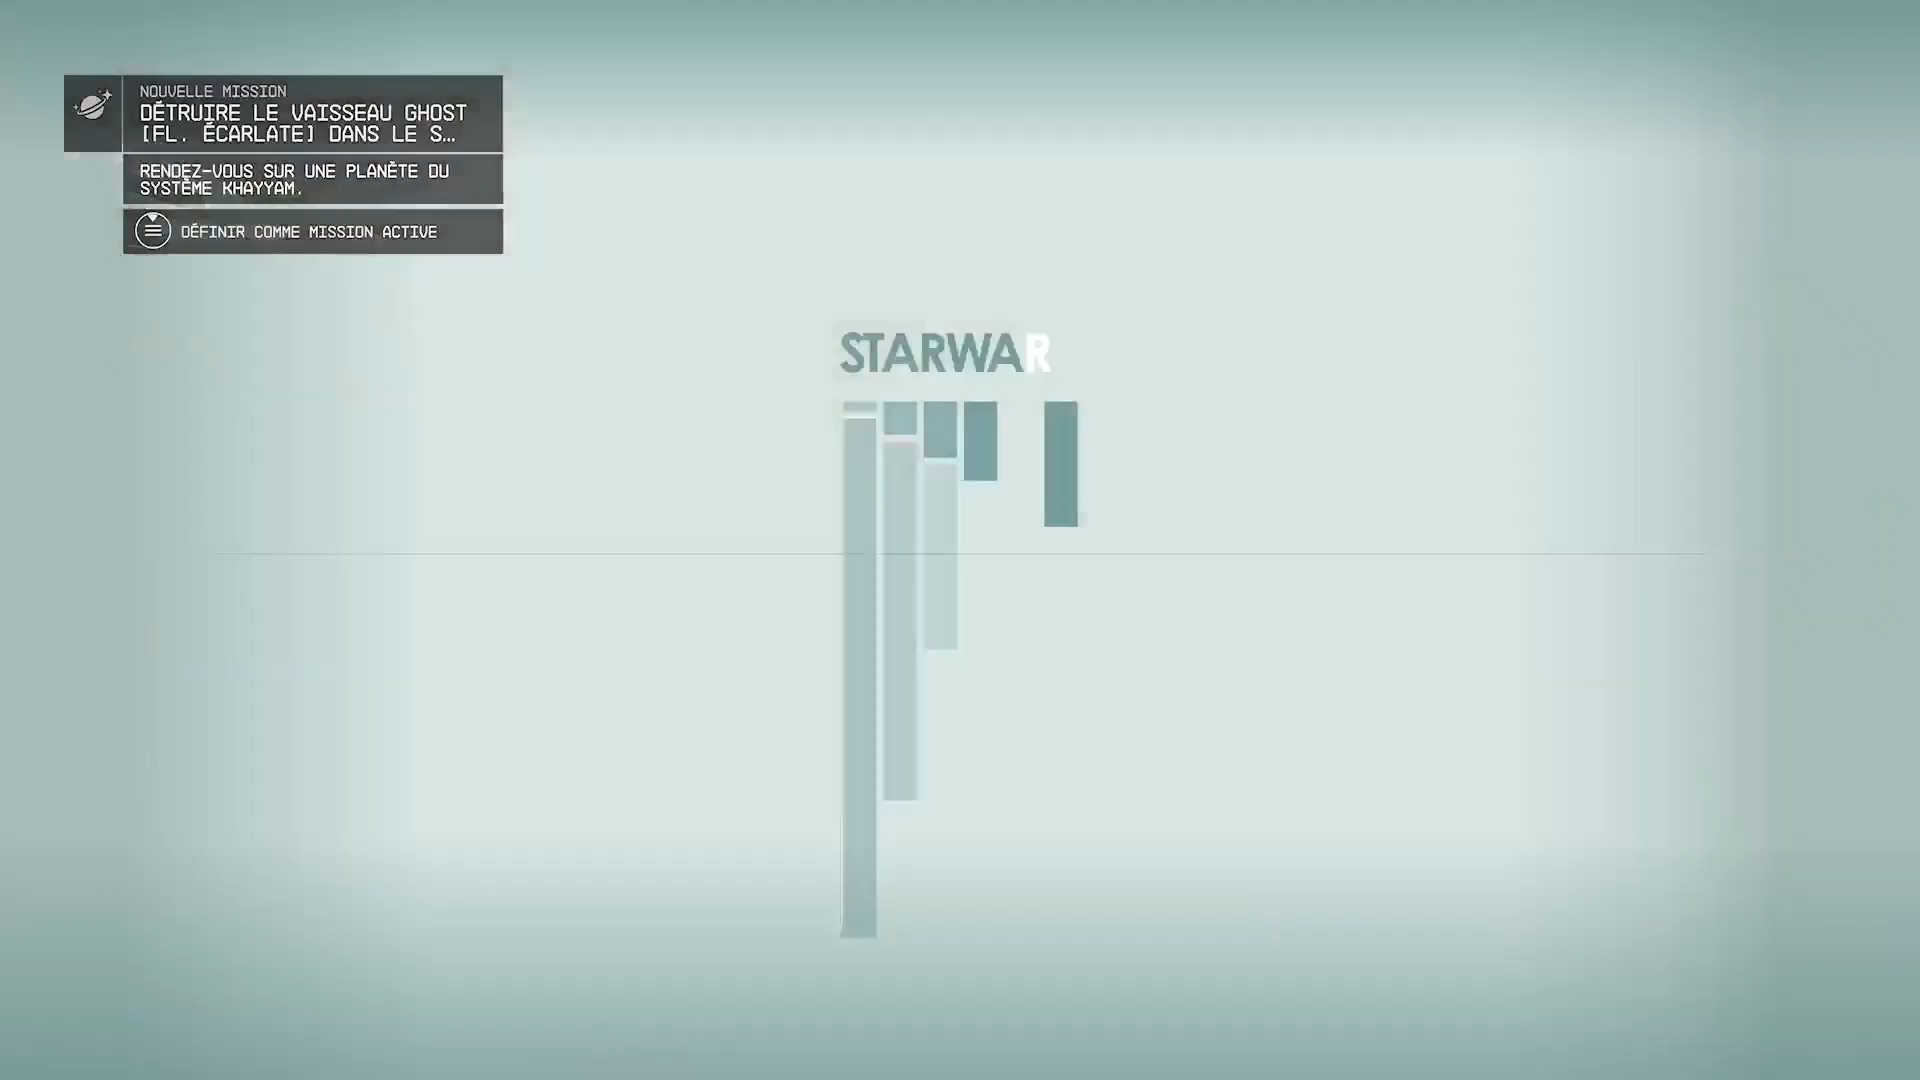 NOUVELLE MISSION
DÉTRUIRE LE VAISSEAU GHOST
[FL. ÉCARLATE] DANS LE S...
RENDEZ-VOUS SUR UNE PLANÈTE DU
SYSTÈME KHAYYAM.
DÉFINIR COMME MISSION ACTIVE
STARWAR